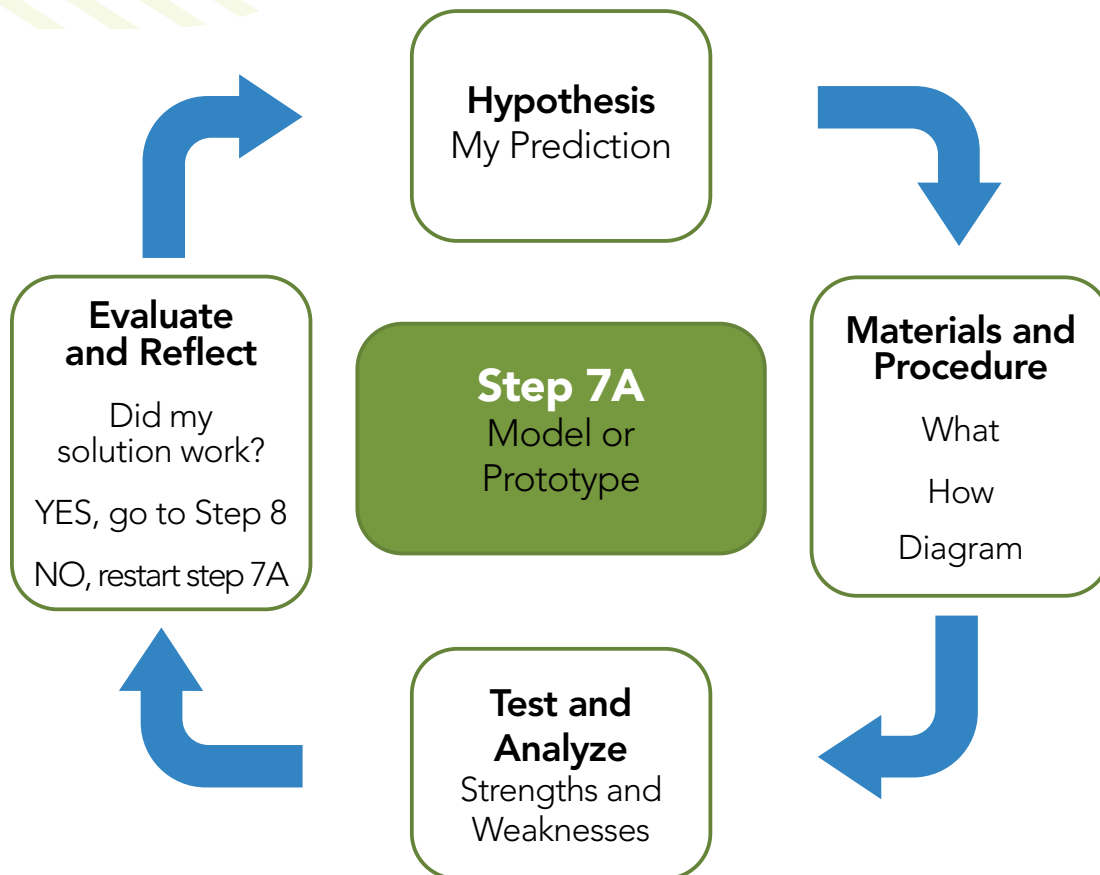 Hypothesis
My Prediction
Evaluate
and Reflect
Did my
solution work?
YES, go to Step 8
NO, restart step 7A
Step 7A
Model or
Prototype
Materials and
Procedure
What
How
Diagram
Test and
Analyze
Strengths and
Weaknesses